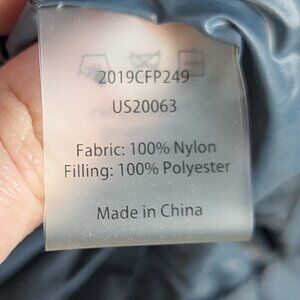 2019CFP249
US20063
Fabric: 100% Nylon
Filling: 100% Polyester
Made in China